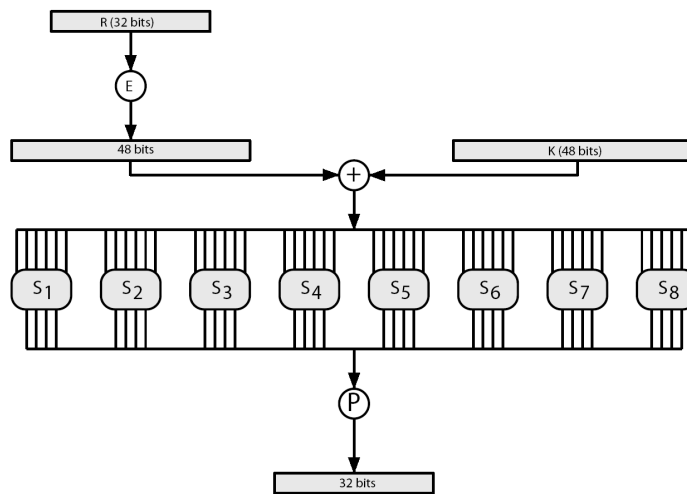 R (32 bits)
E
48 bits
K (48 bits)
+
S1 S2 S3 S4 S5 S6 S7 S8
P
32 bits